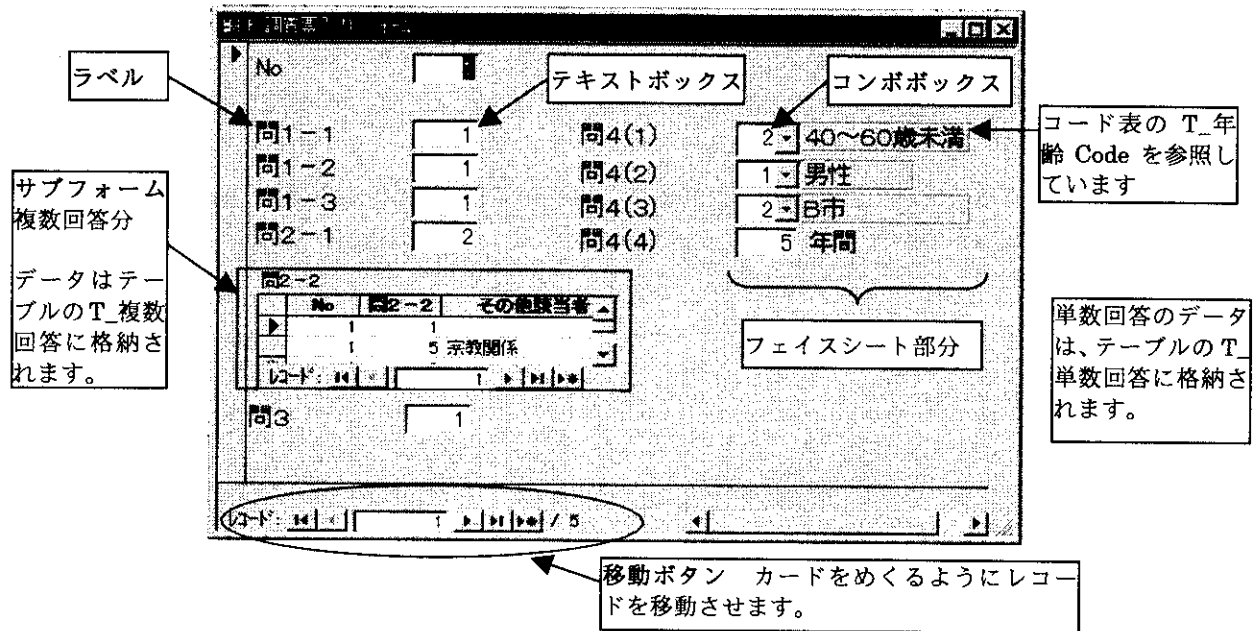 調査票入力
No
ラベル
テキストボックス
コンボボックス
問1-1 1
問1-2 1
問1-3 1
問2-1 2
問4(1) 2 40~60歳未満
問4(2) 1 男性
問4(3) 2 B市
問4(4) 5 年間
コード表の T_年
齢 Code を参照し
ています
サブフォーム
複数回答分
データはテー
ブルのT_複数
回答に格納さ
れます。
問2-2
No 問2-2 その他該当者
1 1
1 5 宗教関係
レコード: 1
フェイスシート部分
単数回答のデータ
は、テーブルのT_
単数回答に格納さ
れます。
問3 1
レコード: 1 / 5
移動ボタン カードをめくるようにレコー
ドを移動させます。